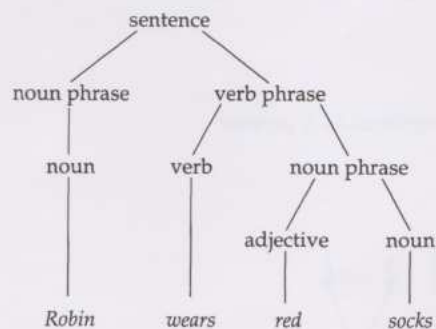 sentence
noun phrase verb phrase
noun verb noun phrase
adjective noun
Robin wears red socks